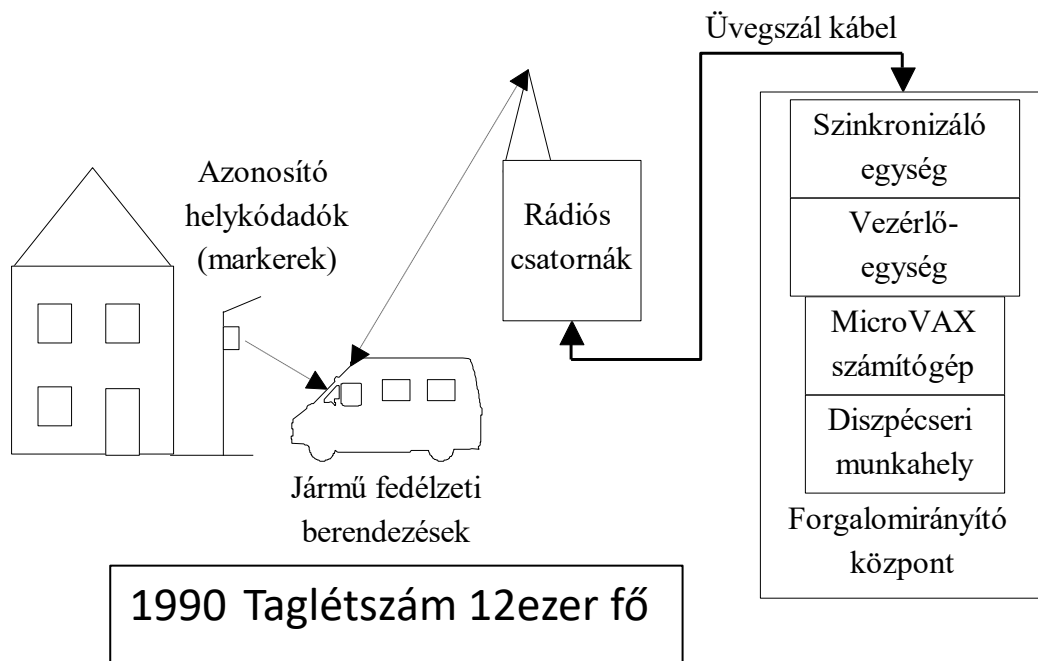 Üvegszál kábel
Azonosító
helykódadók
(markerek)
Rádiós
csatornák
Szinkronizáló
egység
Vezérlő-
egység
MicroVAX
számítógép
Diszpécseri
munkahely
Forgalomirányító
központ
Jármű fedélzeti
berendezések
1990 Taglétszám 12ezer fő